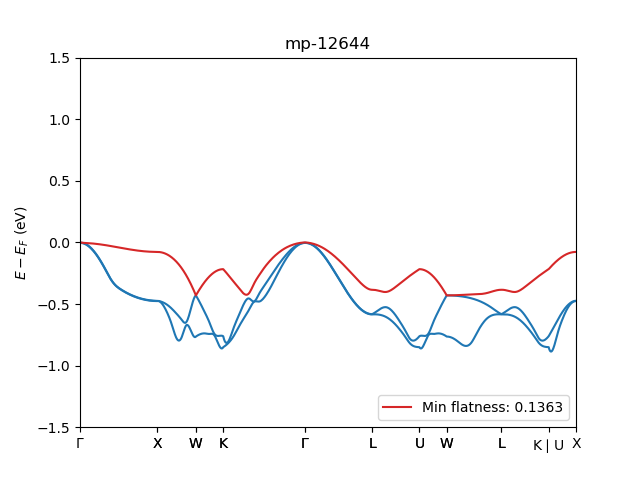 mp-12644
E − E_F (eV)
1.5
1.0
0.5
0.0
−0.5
−1.0
−1.5
Min flatness: 0.1363
Γ X W K Γ L U W L K | U X